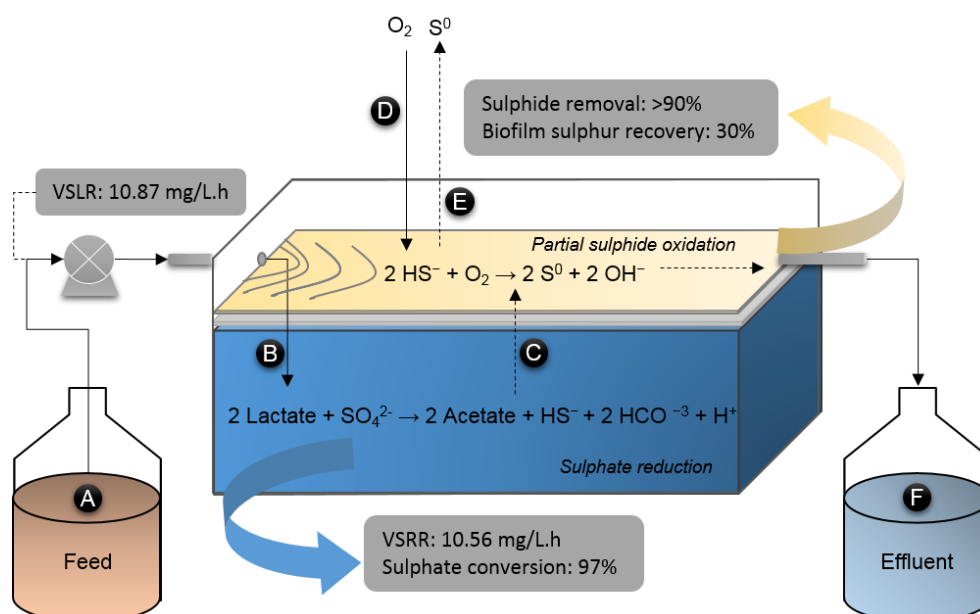 O₂ S⁰
D
Sulphide removal: >90%
Biofilm sulphur recovery: 30%
VSLR: 10.87 mg/L.h
E
Partial sulphide oxidation
2 HS⁻ + O₂ → 2 S⁰ + 2 OH⁻
B
C
2 Lactate + SO₄²⁻ → 2 Acetate + HS⁻ + 2 HCO ⁻³ + H⁺
Sulphate reduction
A
Feed
F
Effluent
VSRR: 10.56 mg/L.h
Sulphate conversion: 97%